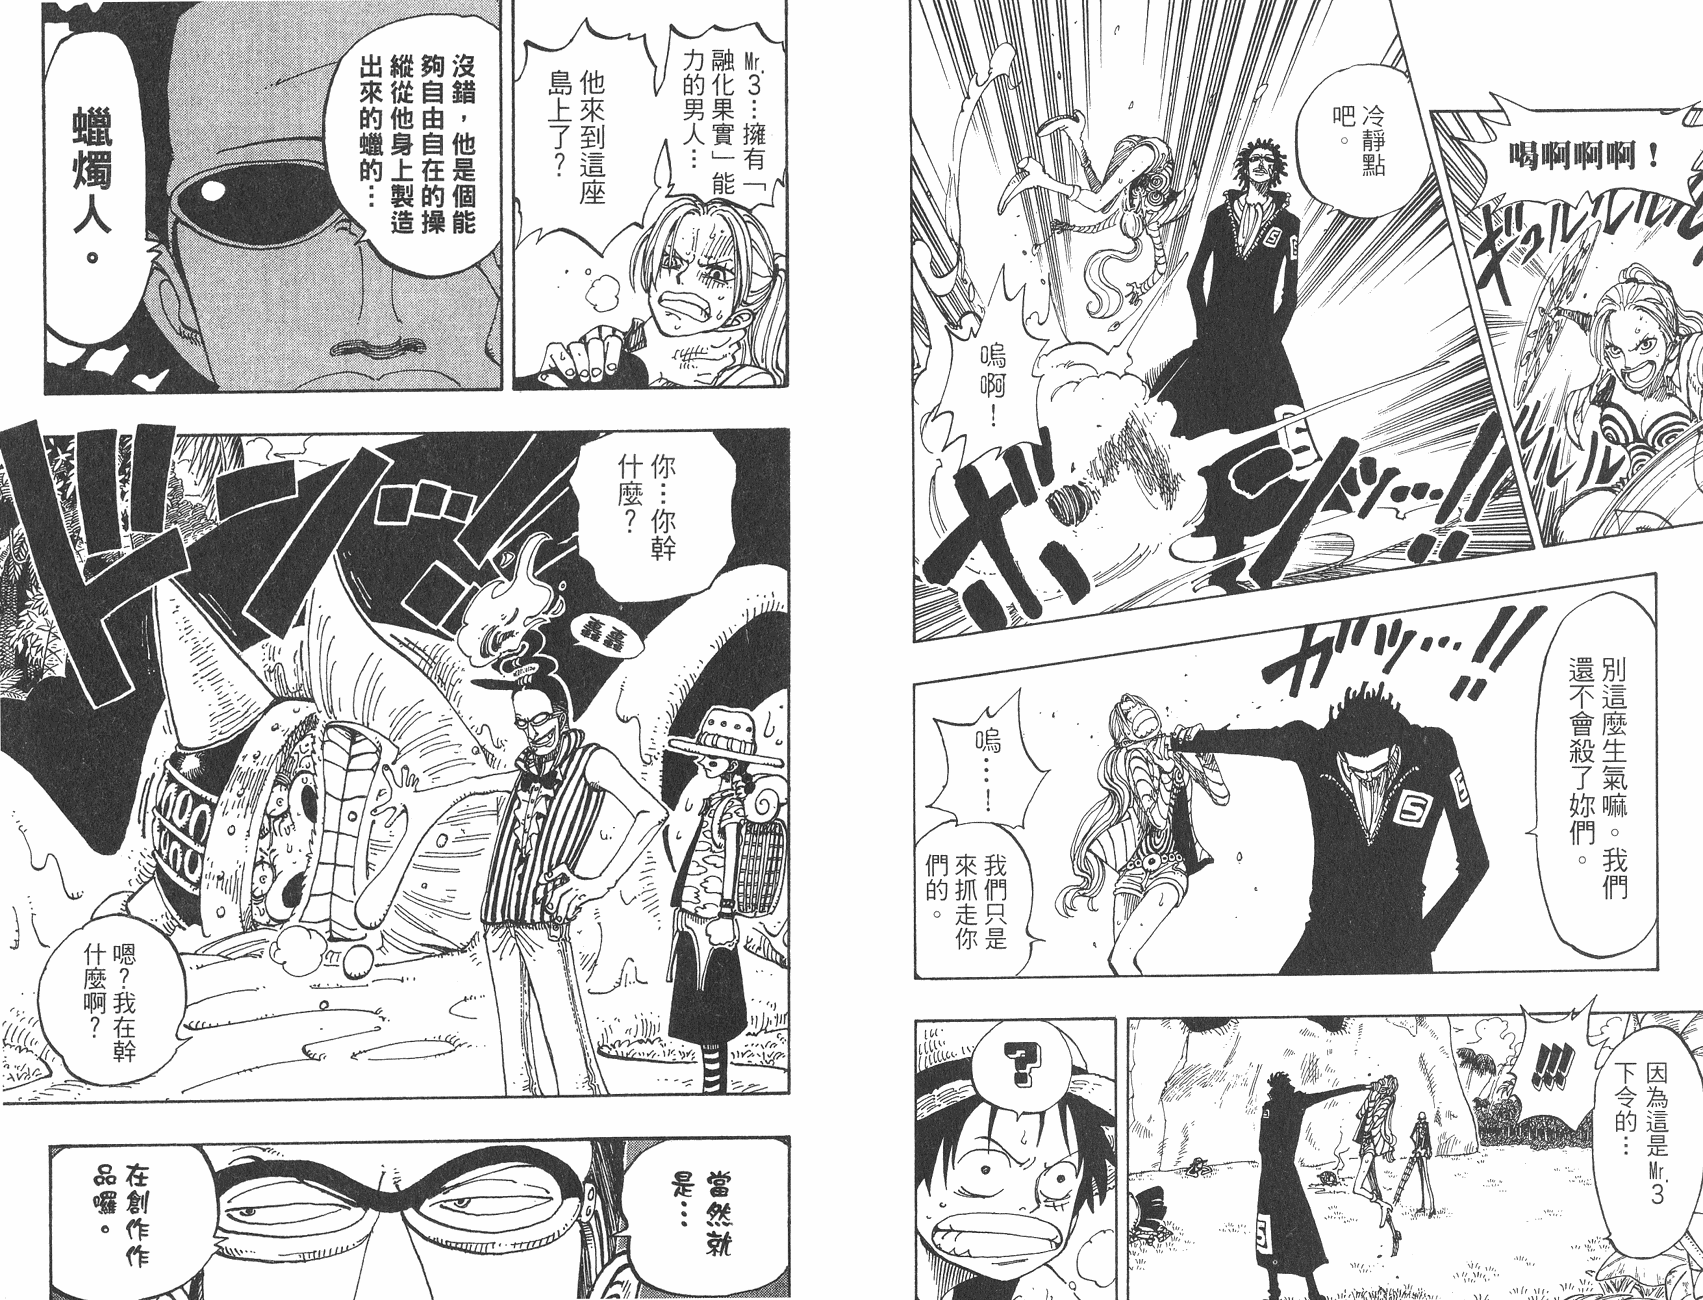 喝啊啊啊！
ギュルルルル
冷靜點
吧。
嗚啊！
ボンッ…!!
別這麼生氣嘛。我們
還不會殺了妳們。
ガッ…!!
嗚…！
我們只是
來抓走你
們的。
因為這是Mr.3
下令的…
!!!
?
Mr.3…擁有「
融化果實」能
力的男人…
他來到這座
島上了？
沒錯，他是個能
夠自由自在的操
縱從他身上製造
出來的蠟的…
蠟燭人。
你…你幹
什麼？
轟轟
ドーン
嗯？我在幹
什麼啊？
當然就
是…
在創作作
品囉。